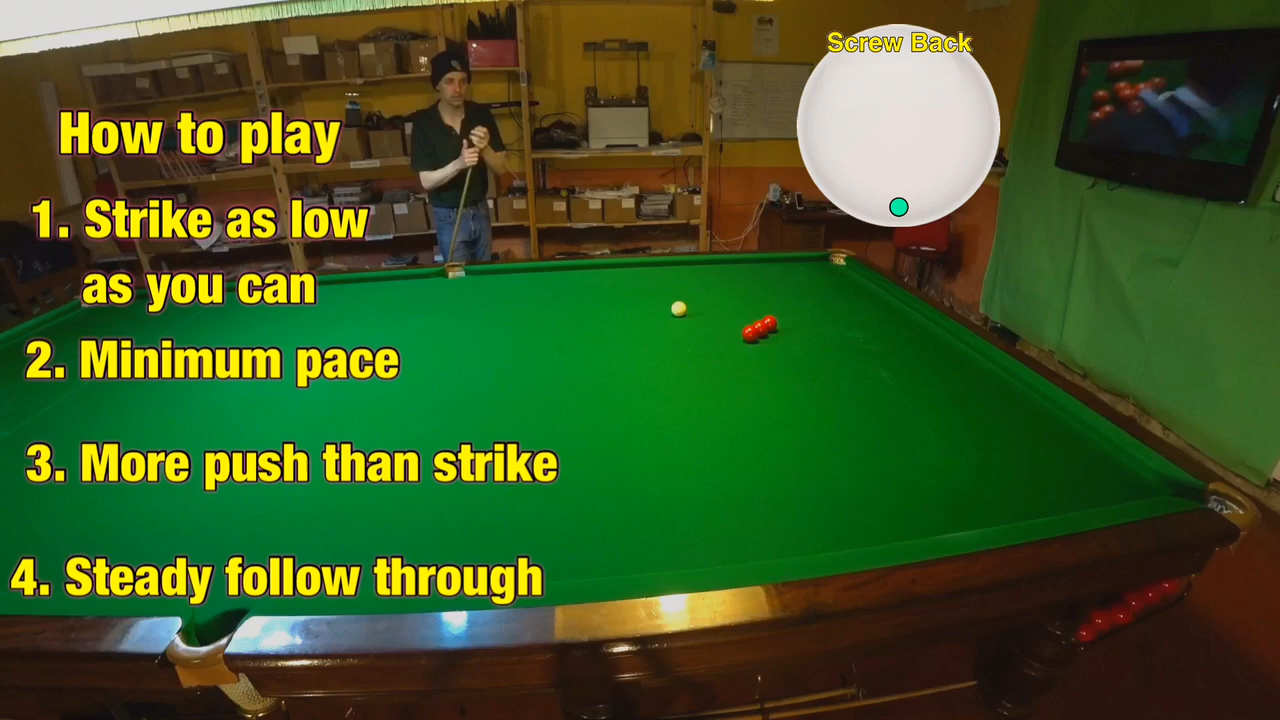 Screw Back
How to play
1. Strike as low
as you can
2. Minimum pace
3. More push than strike
4. Steady follow through